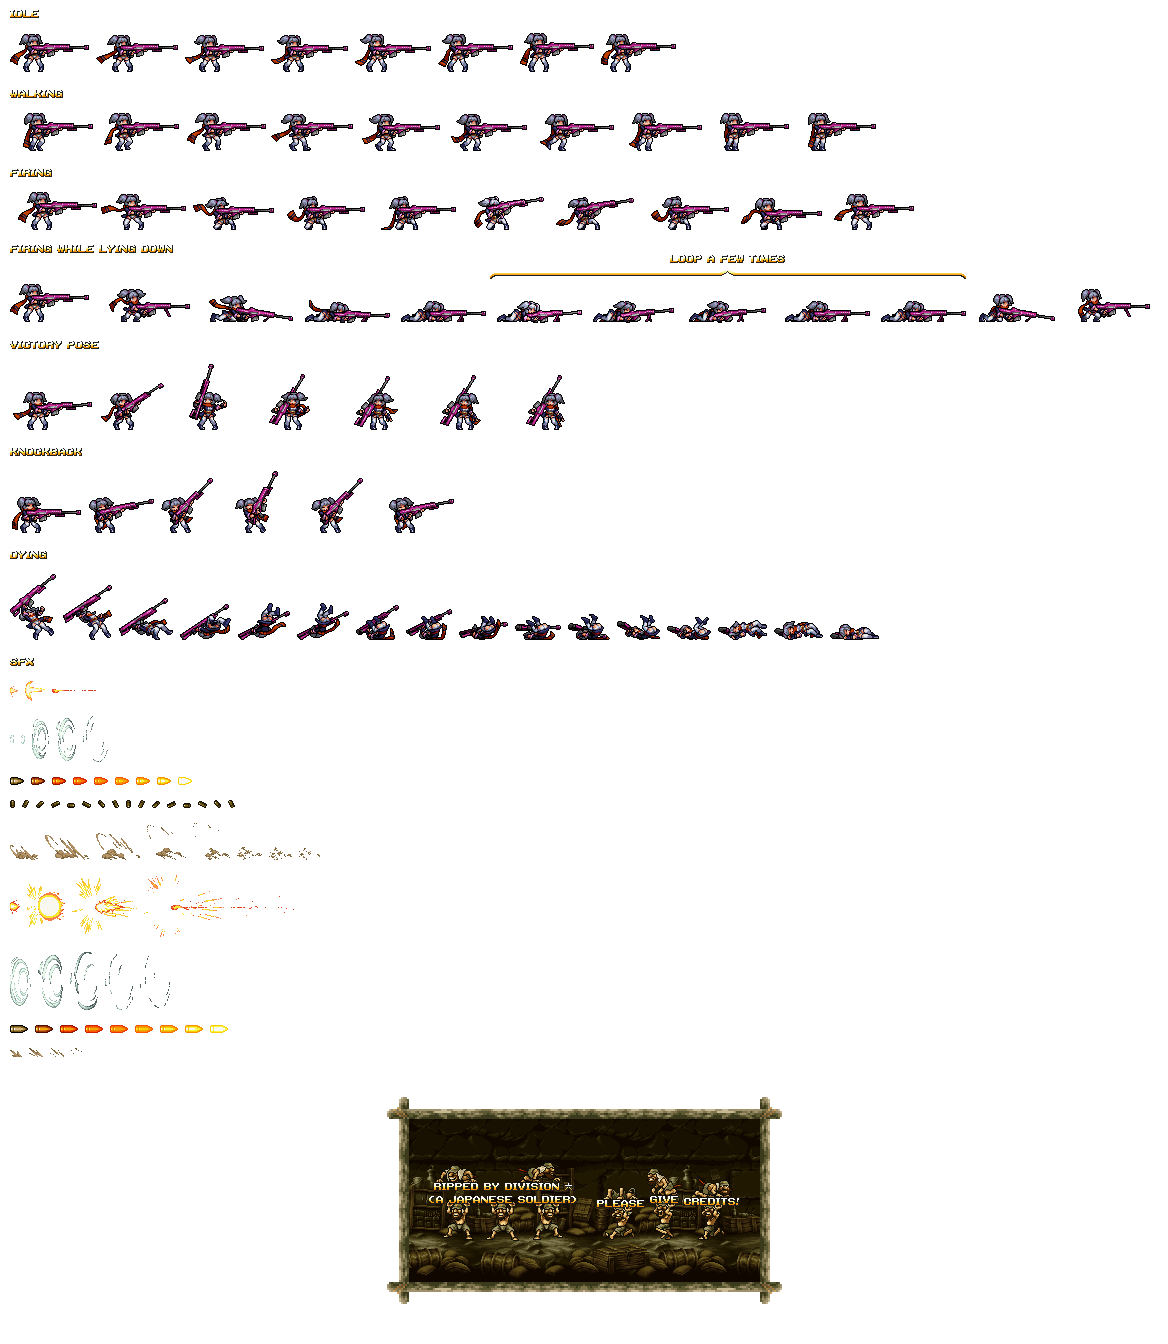 IDLE
WALKING
FIRING
FIRING WHILE LYING DOWN
LOOP A FEW TIMES
VICTORY POSE
KNOCKBACK
DYING
SFX
RIPPED BY DIVISION 六
(A JAPANESE SOLDIER)
PLEASE GIVE CREDITS!